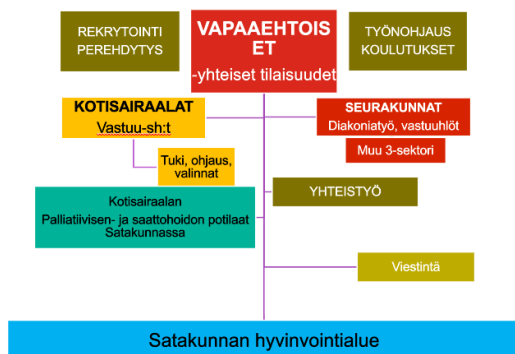 REKRYTOINTI
PEREHDYTYS
VAPAAEHTOIS
ET
-yhteiset tilaisuudet
TYÖNOHJAUS
KOULUTUKSET
KOTISAIRAALAT
Vastuu-sh:t
SEURAKUNNAT
Diakoniatyö, vastuuhlöt
Muu 3-sektori
Tuki, ohjaus,
valinnat
YHTEISTYÖ
Kotisairaalan
Palliatiivisen- ja saattohoidon potilaat
Satakunnassa
Viestintä
Satakunnan hyvinvointialue